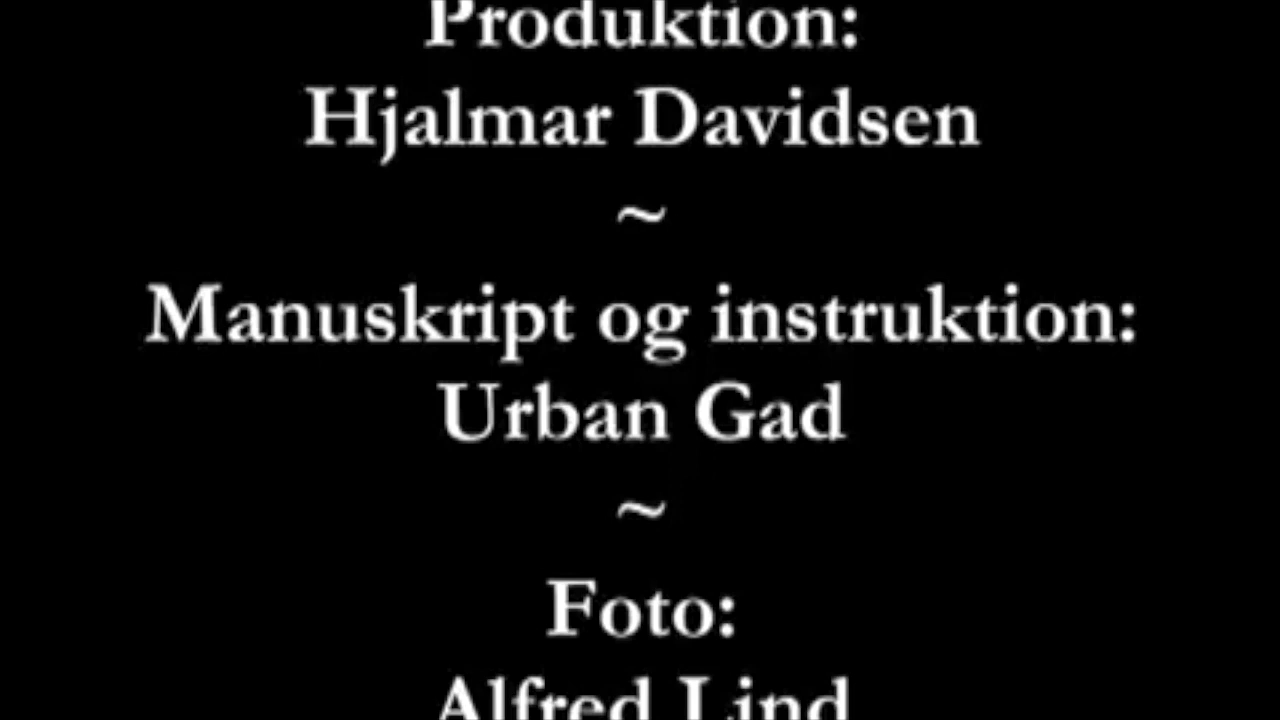 Produktion:
Hjalmar Davidsen
~
Manuskript og instruktion:
Urban Gad
~
Foto:
Alfred Lind